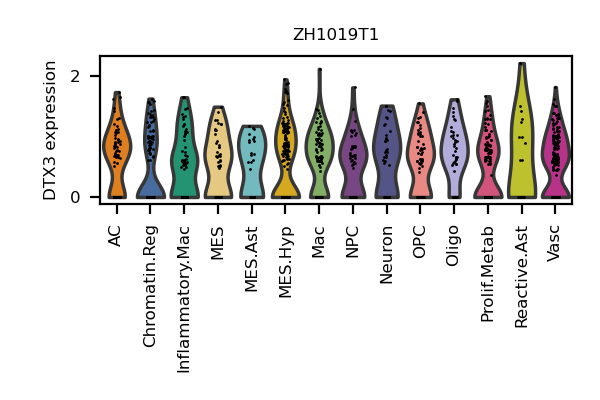 ZH1019T1
DTX3 expression
2
0
AC
Chromatin.Reg
Inflammatory.Mac
MES
MES.Ast
MES.Hyp
Mac
NPC
Neuron
OPC
Oligo
Prolif.Metab
Reactive.Ast
Vasc